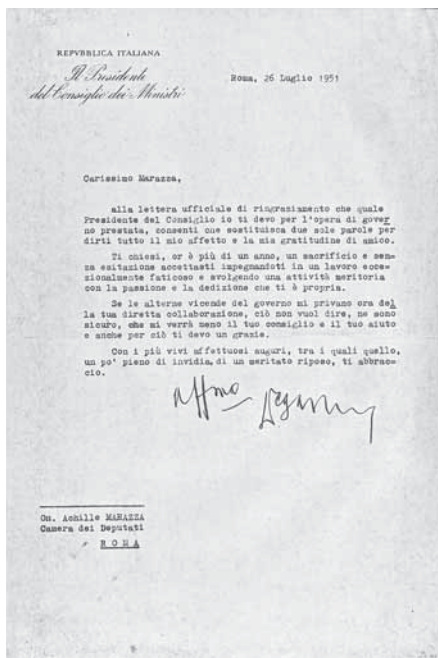 REPVBBLICA ITALIANA
Il Presidente
del Consiglio dei Ministri
Roma, 26 Luglio 1951
Carissimo Marazza,
alla lettera ufficiale di ringraziamento che quale
Presidente del Consiglio io ti devo per l'opera di gover
no prestata, consenti che sostituisca due sole parole per
dirti tutto il mio affetto e la mia gratitudine di amico.
Ti chiesi, or è più di un anno, un sacrificio e sen-
za esitazione accettasti impegnandoti in un lavoro ecce-
zionalmente faticoso e svolgendo una attività meritoria
con la passione e la dedizione che ti è propria.
Se le alterne vicende del governo mi privano ora del
la tua diretta collaborazione, ciò non vuol dire, ne sono
sicuro, che mi verrà meno il tuo consiglio e il tuo aiuto
e anche per ciò ti devo un grazie.
Con i più vivi affettuosi auguri, tra i quali quello,
un po' pieno di invidia, di un meritato riposo, ti abbrac-
cio.
aff.mo Degasperi
On. Achille MARAZZA
Camera dei Deputati
ROMA